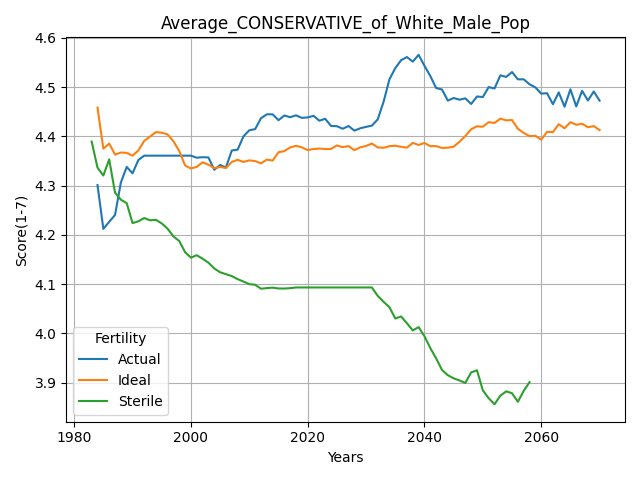 Average_CONSERVATIVE_of_White_Male_Pop
Score(1-7)
4.6
4.5
4.4
4.3
4.2
4.1
4.0
3.9
Fertility
Actual
Ideal
Sterile
1980 2000 2020 2040 2060
Years